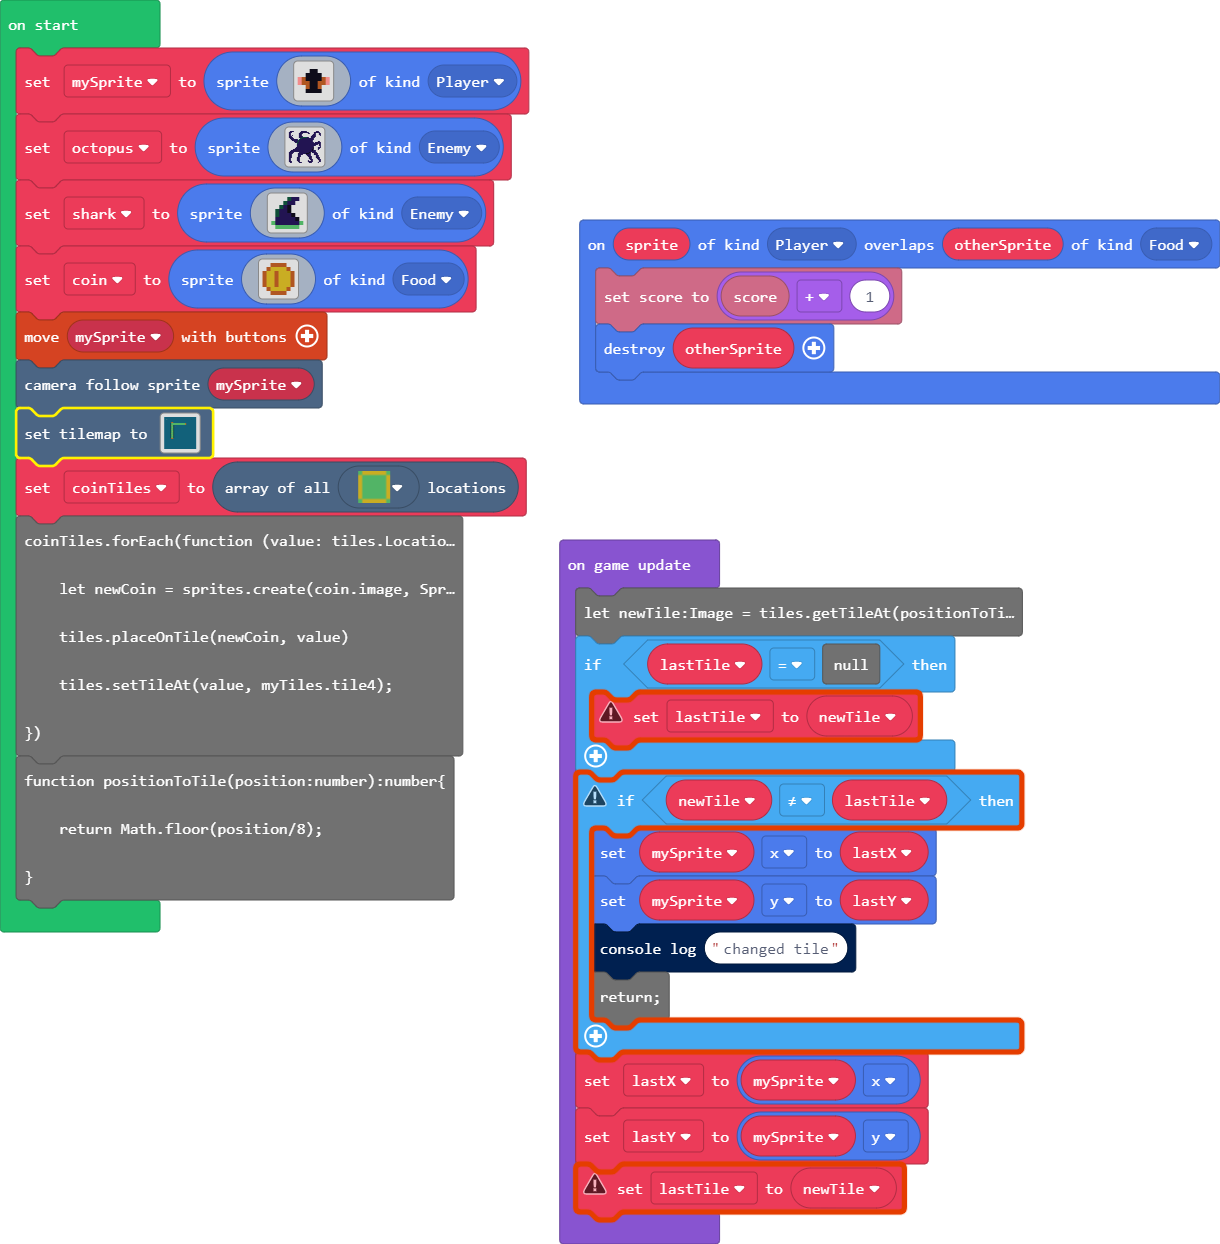 on start
set mySprite to sprite of kind Player
set octopus to sprite of kind Enemy
set shark to sprite of kind Enemy
set coin to sprite of kind Food
move mySprite with buttons
camera follow sprite mySprite
set tilemap to
set coinTiles to array of all locations
coinTiles.forEach(function (value: tiles.Locatio…
let newCoin = sprites.create(coin.image, Spr…
tiles.placeOnTile(newCoin, value)
tiles.setTileAt(value, myTiles.tile4);
})
function positionToTile(position:number):number{
return Math.floor(position/8);
}
on sprite of kind Player overlaps otherSprite of kind Food
set score to score + 1
destroy otherSprite
on game update
let newTile:Image = tiles.getTileAt(positionToTi…
if lastTile = null then
set lastTile to newTile
if newTile ≠ lastTile then
set mySprite x to lastX
set mySprite y to lastY
console log "changed tile"
return;
set lastX to mySprite x
set lastY to mySprite y
set lastTile to newTile